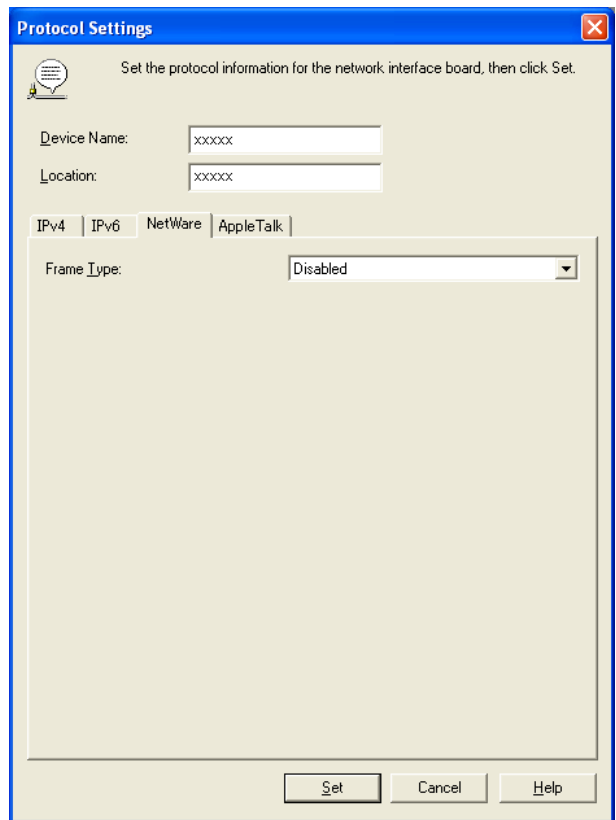 Protocol Settings
Set the protocol information for the network interface board, then click Set.
Device Name: xxxxx
Location: xxxxx
IPv4 IPv6 NetWare AppleTalk
Frame Type: Disabled
Set Cancel Help